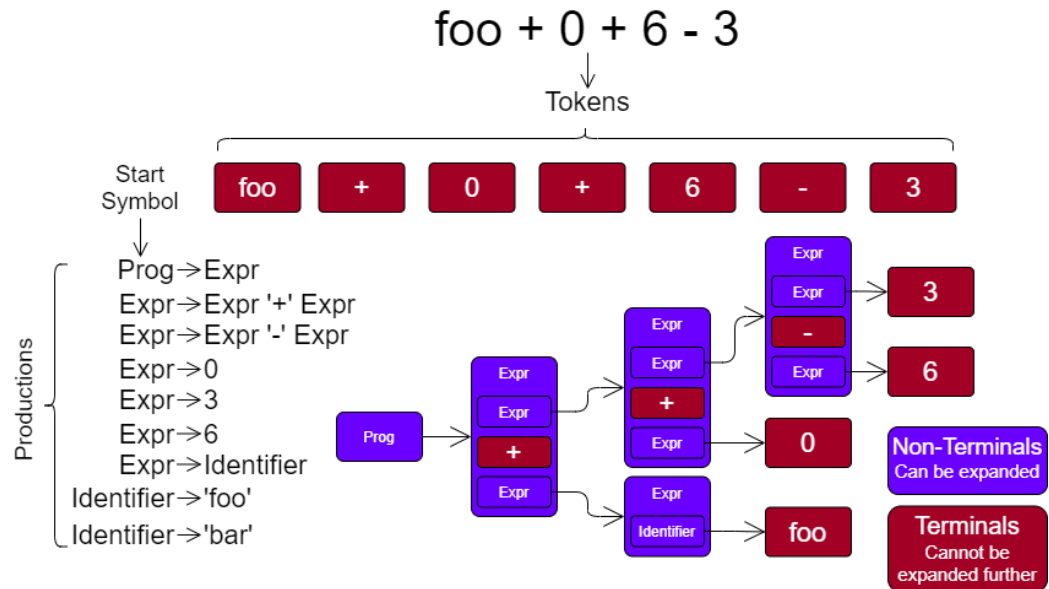 foo + 0 + 6 - 3
Tokens
Start
Symbol
foo
+
0
+
6
-
3
Productions
Prog→Expr
Expr→Expr '+' Expr
Expr→Expr '-' Expr
Expr→0
Expr→3
Expr→6
Expr→Identifier
Identifier→'foo'
Identifier→'bar'
Prog
Expr
Expr
+
Expr
Expr
Expr
+
Expr
Expr
Identifier
Expr
Expr
-
Expr
3
6
0
foo
Non-Terminals
Can be expanded
Terminals
Cannot be
expanded further